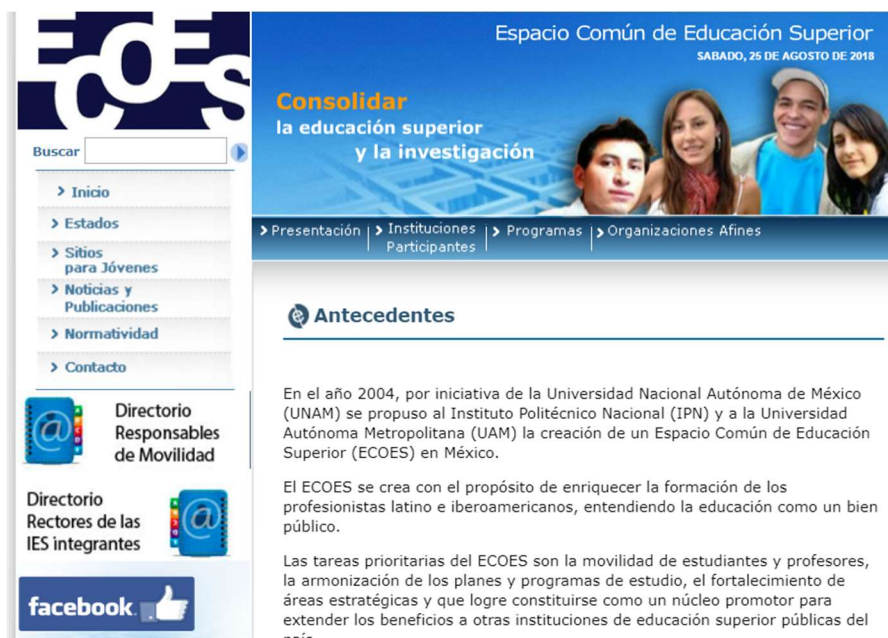 ECOES
Buscar
Inicio
Estados
Sitios
para Jóvenes
Noticias y
Publicaciones
Normatividad
Contacto
Directorio
Responsables
de Movilidad
Directorio
Rectores de las
IES integrantes
facebook
Espacio Común de Educación Superior
SABADO, 25 DE AGOSTO DE 2018
Consolidar
la educación superior
y la investigación
Presentación | Instituciones Participantes | Programas | Organizaciones Afines
Antecedentes
En el año 2004, por iniciativa de la Universidad Nacional Autónoma de México
(UNAM) se propuso al Instituto Politécnico Nacional (IPN) y a la Universidad
Autónoma Metropolitana (UAM) la creación de un Espacio Común de Educación
Superior (ECOES) en México.
El ECOES se crea con el propósito de enriquecer la formación de los
profesionistas latino e iberoamericanos, entendiendo la educación como un bien
público.
Las tareas prioritarias del ECOES son la movilidad de estudiantes y profesores,
la armonización de los planes y programas de estudio, el fortalecimiento de
áreas estratégicas y que logre constituirse como un núcleo promotor para
extender los beneficios a otras instituciones de educación superior públicas del